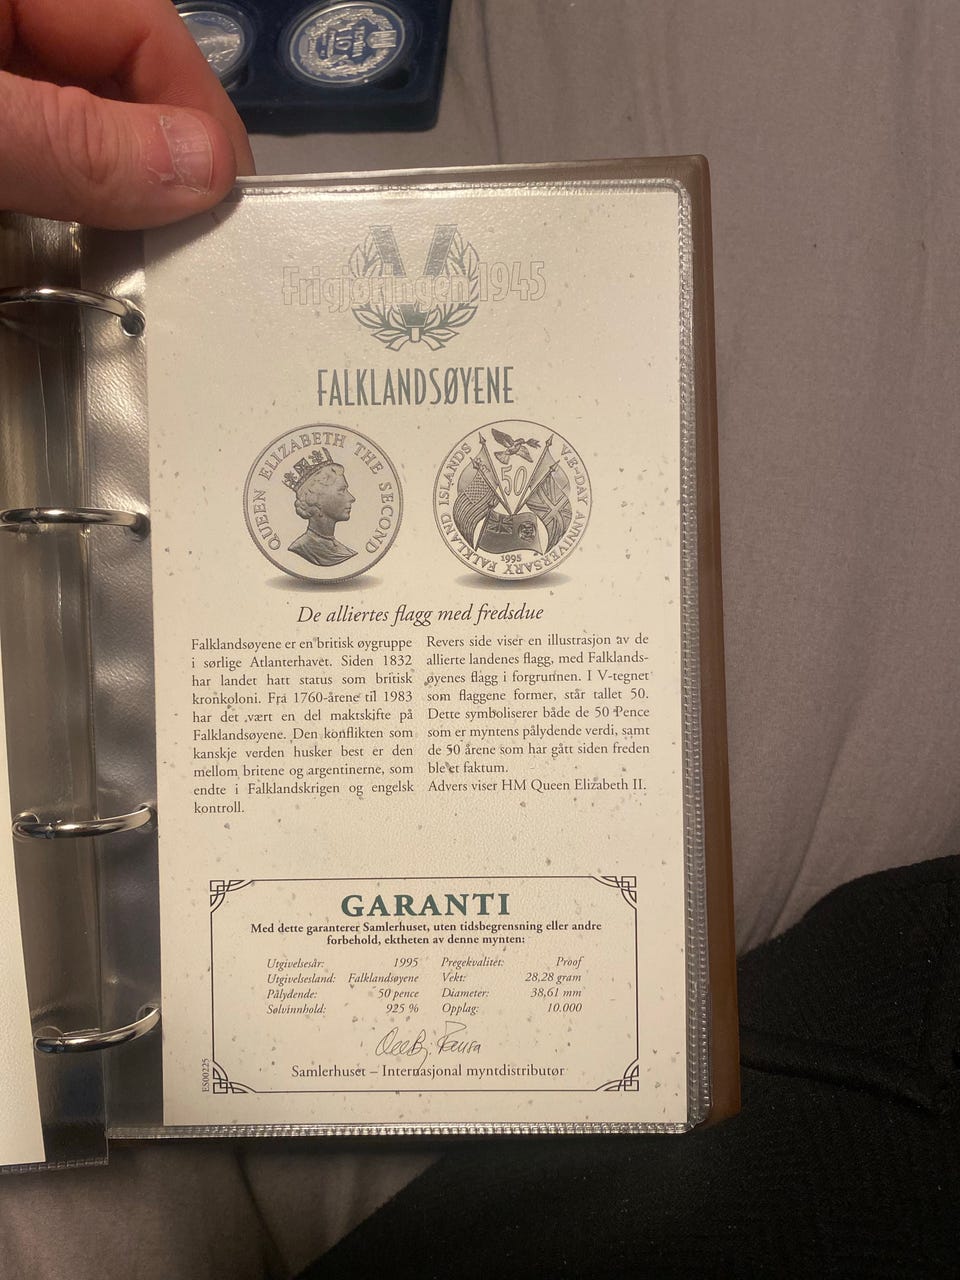 Frigjøringen 1945
V
FALKLANDSØYENE
QUEEN ELIZABETH THE SECOND
FALKLAND ISLANDS
V.E-DAY ANNIVERSARY
50
1995
De alliertes flagg med fredsdue
Falklandsøyene er en britisk øygruppe
i sørlige Atlanterhavet. Siden 1832
har landet hatt status som britisk
kronkoloni. Fra 1760-årene til 1983
har det vært en del maktskifte på
Falklandsøyene. Den konflikten som
kanskje verden husker best er den
mellom britene og argentinerne, som
endte i Falklandskrigen og engelsk
kontroll.
Revers side viser en illustrasjon av de
allierte landenes flagg, med Falklands-
øyenes flagg i forgrunnen. I V-tegnet
som flaggene former, står tallet 50.
Dette symboliserer både de 50 Pence
som er myntens pålydende verdi, samt
de 50 årene som har gått siden freden
ble et faktum.
Advers viser HM Queen Elizabeth II.
GARANTI
Med dette garanterer Samlerhuset, uten tidsbegrensning eller andre
forbehold, ektheten av denne mynten:
Utgivelsesår: 1995 Pregekvalitet: Proof
Utgivelsesland: Falklandsøyene Vekt: 28,28 gram
Pålydende: 50 pence Diameter: 38,61 mm
Sølvinnhold: 925 % Opplag: 10.000
Samlerhuset – Internasjonal myntdistributør
ES00225